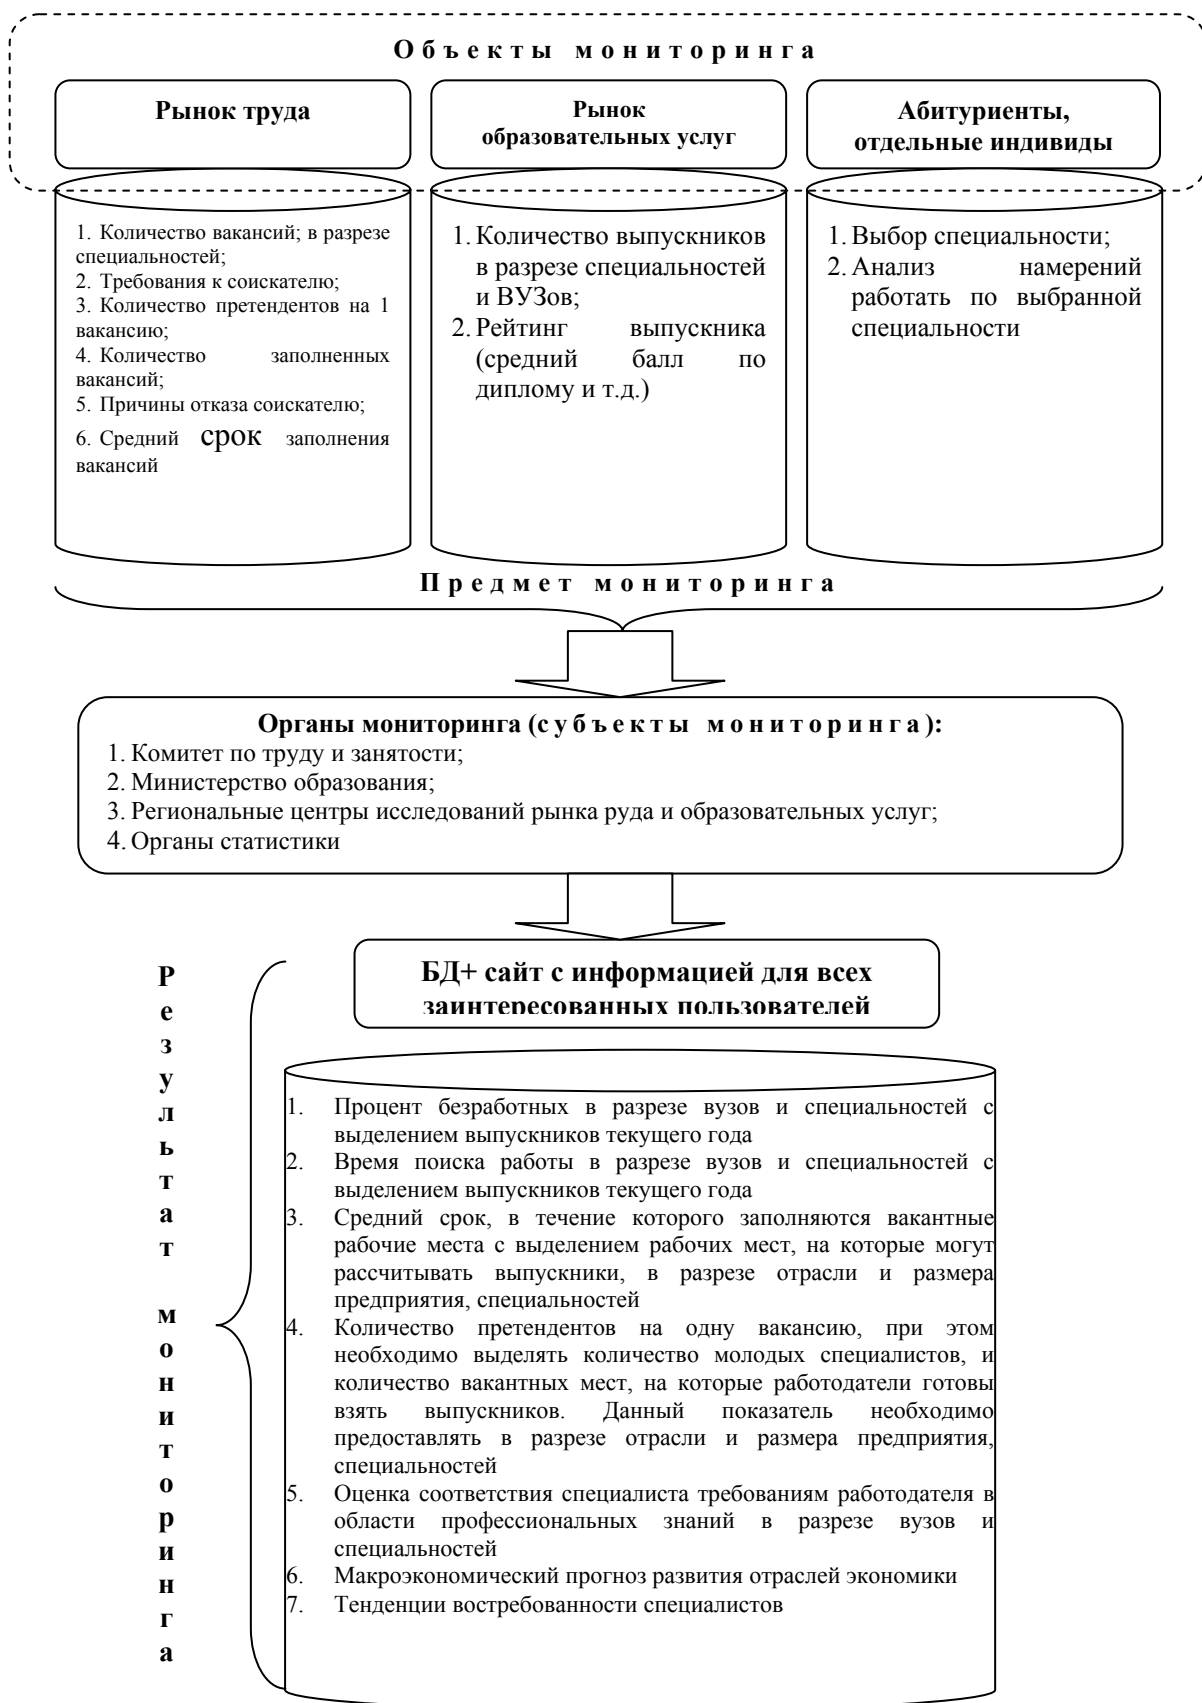 Объекты мониторинга
Рынок труда
Рынок
образовательных услуг
Абитуриенты,
отдельные индивиды
1. Количество вакансий; в разрезе
специальностей;
2. Требования к соискателю;
3. Количество претендентов на 1
вакансию;
4. Количество заполненных
вакансий;
5. Причины отказа соискателю;
6. Средний срок заполнения
вакансий
1. Количество выпускников
в разрезе специальностей
и ВУЗов;
2. Рейтинг выпускника
(средний балл по
диплому и т.д.)
1. Выбор специальности;
2. Анализ намерений
работать по выбранной
специальности
Предмет мониторинга
Органы мониторинга (субъекты мониторинга):
1. Комитет по труду и занятости;
2. Министерство образования;
3. Региональные центры исследований рынка руда и образовательных услуг;
4. Органы статистики
Результат мониторинга
БД+ сайт с информацией для всех
заинтересованных пользователей
1. Процент безработных в разрезе вузов и специальностей с
выделением выпускников текущего года
2. Время поиска работы в разрезе вузов и специальностей с
выделением выпускников текущего года
3. Средний срок, в течение которого заполняются вакантные
рабочие места с выделением рабочих мест, на которые могут
рассчитывать выпускники, в разрезе отрасли и размера
предприятия, специальностей
4. Количество претендентов на одну вакансию, при этом
необходимо выделять количество молодых специалистов, и
количество вакантных мест, на которые работодатели готовы
взять выпускников. Данный показатель необходимо
предоставлять в разрезе отрасли и размера предприятия,
специальностей
5. Оценка соответствия специалиста требованиям работодателя в
области профессиональных знаний в разрезе вузов и
специальностей
6. Макроэкономический прогноз развития отраслей экономики
7. Тенденции востребованности специалистов